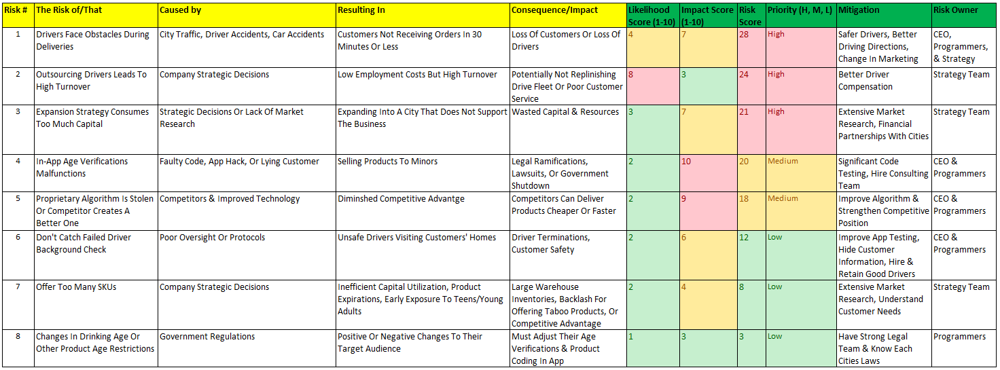 Risk # The Risk of/That Caused by Resulting In Consequence/Impact Likelihood Score (1-10) Impact Score (1-10) Risk Score Priority (H, M, L) Mitigation Risk Owner
1 Drivers Face Obstacles During City Traffic, Driver Accidents, Car Accidents Customers Not Receiving Orders In 30 Loss Of Customers Or Loss Of 4 7 28 High Safer Drivers, Better CEO,
Deliveries Minutes Or Less Drivers Driving Directions, Programmers,
Change In Marketing & Strategy
2 Outsourcing Drivers Leads To Company Strategic Decisions Low Employment Costs But High Turnover Potentially Not Replinishing 8 3 24 High Better Driver Strategy Team
High Turnover Drive Fleet Or Poor Customer Compensation
Service
3 Expansion Strategy Consumes Strategic Decisions Or Lack Of Market Expanding Into A City That Does Not Support Wasted Capital & Resources 3 7 21 High Extensive Market Strategy Team
Too Much Capital Research The Business Research, Financial
Partnerships With Cities
4 In-App Age Verifications Faulty Code, App Hack, Or Lying Customer Selling Products To Minors Legal Ramifications, 2 10 20 Medium Significant Code CEO &
Malfunctions Lawsuits, Or Government Testing, Hire Consulting Programmers
Shutdown Team
5 Proprietary Algorithm Is Stolen Competitors & Improved Technology Diminshed Competitive Advantge Competitors Can Deliver 2 9 18 Medium Improve Algorithm & CEO &
Or Competitor Creates A Products Cheaper Or Faster Strengthen Competitive Programmers
Better One Position
6 Don't Catch Failed Driver Poor Oversight Or Protocols Unsafe Drivers Visiting Customers' Homes Driver Terminations, 2 6 12 Low Improve App Testing, CEO &
Background Check Customer Safety Hide Customer Programmers
Information, Hire &
Retain Good Drivers
7 Offer Too Many SKUs Company Strategic Decisions Inefficient Capital Utilization, Product Large Warehouse 2 4 8 Low Extensive Market Strategy Team
Expirations, Early Exposure To Teens/Young Inventories, Backlash For Research, Understand
Adults Offering Taboo Products, Or Customer Needs
Competitive Advantage
8 Changes In Drinking Age Or Government Regulations Positive Or Negative Changes To Their Must Adjust Their Age 1 3 3 Low Have Strong Legal Programmers
Other Product Age Restrictions Target Audience Verifications & Product Team & Know Each
Coding In App Cities Laws